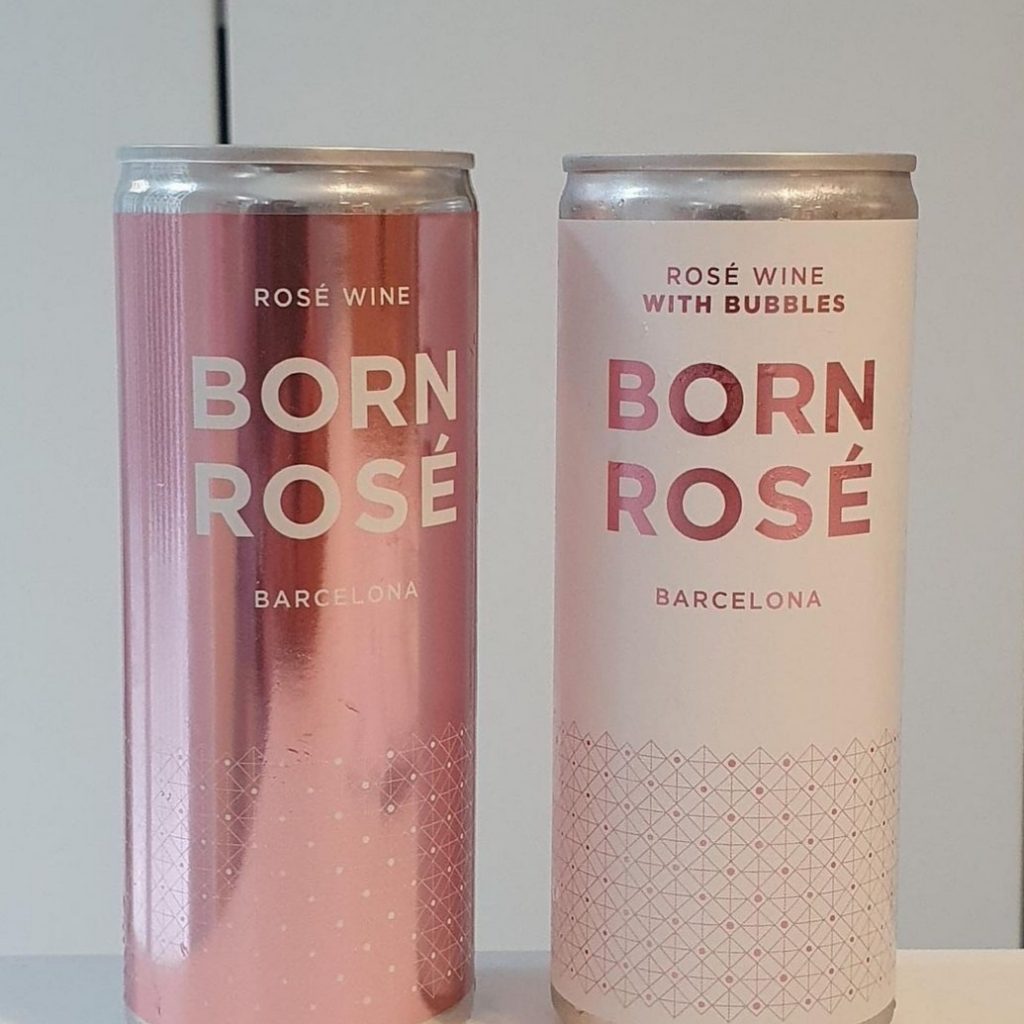 ROSÉ WINE
BORN
ROSÉ
BARCELONA
ROSÉ WINE
WITH BUBBLES
BORN
ROSÉ
BARCELONA